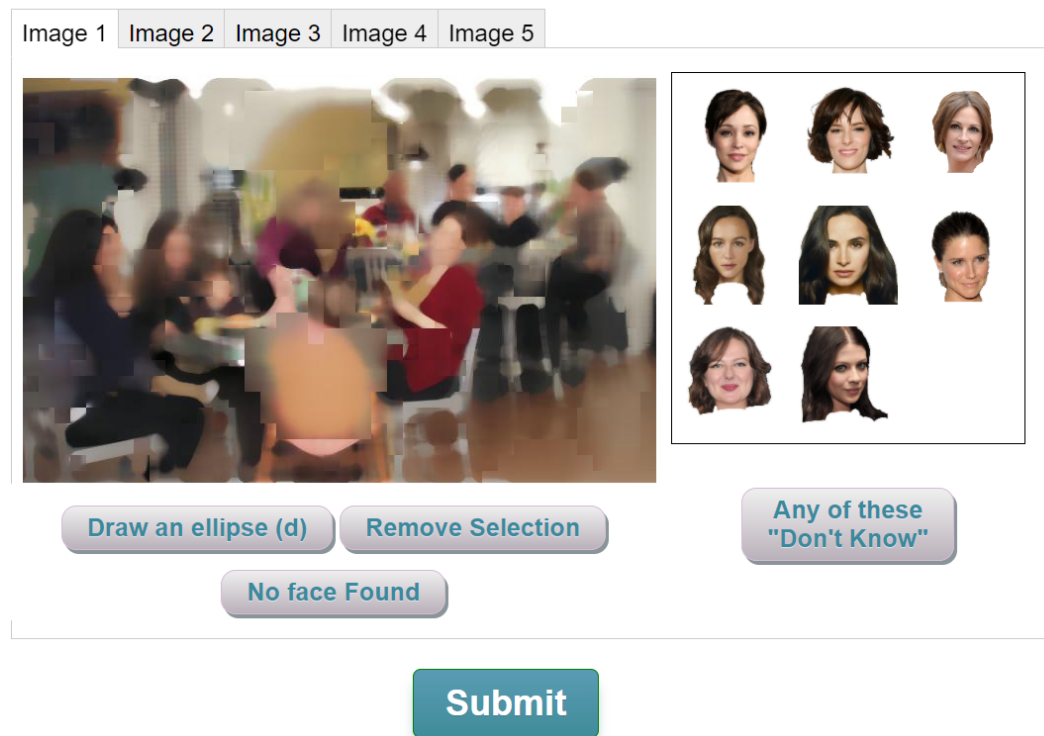 Image 1 Image 2 Image 3 Image 4 Image 5
Draw an ellipse (d) Remove Selection
No face Found
Any of these
"Don't Know"
Submit